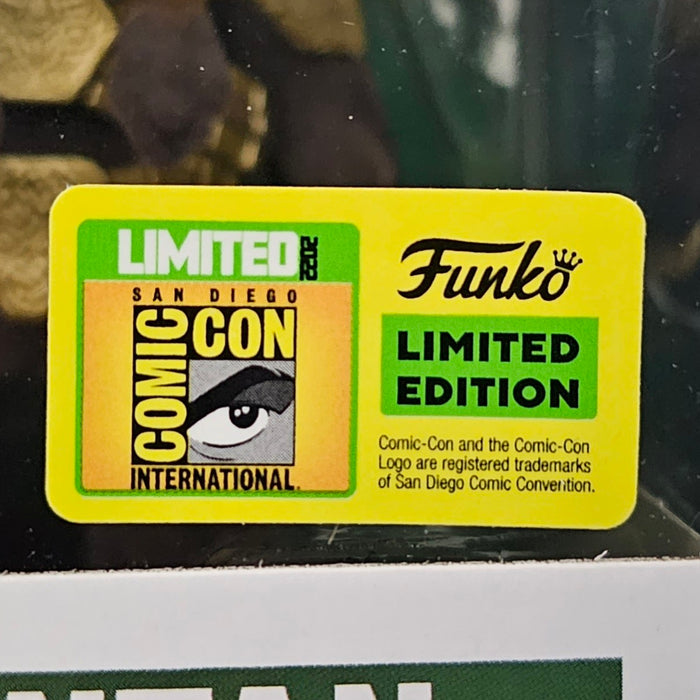 LIMITED 2022
SAN DIEGO
COMIC CON
INTERNATIONAL
Funko
LIMITED
EDITION
Comic-Con and the Comic-Con
Logo are registered trademarks
of San Diego Comic Convention.